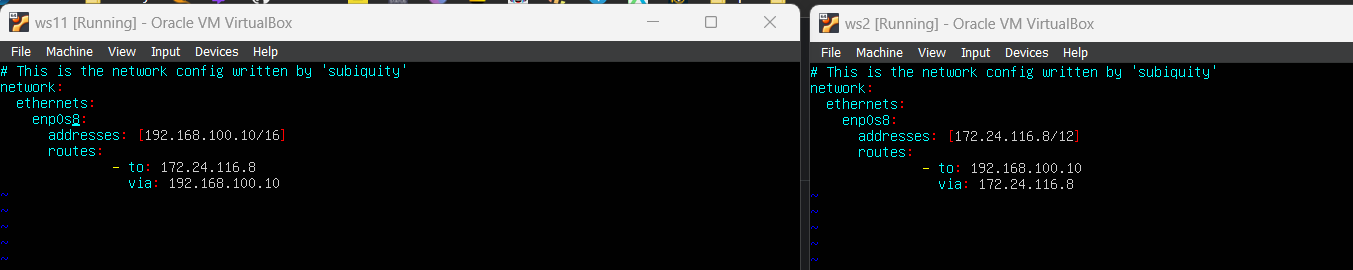 ws11 [Running] - Oracle VM VirtualBox
File Machine View Input Devices Help
# This is the network config written by 'subiquity'
network:
  ethernets:
    enp0s8:
      addresses: [192.168.100.10/16]
      routes:
              - to: 172.24.116.8
                via: 192.168.100.10
~
~
~
~
~
ws2 [Running] - Oracle VM VirtualBox
File Machine View Input Devices Help
# This is the network config written by 'subiquity'
network:
  ethernets:
    enp0s8:
      addresses: [172.24.116.8/12]
      routes:
              - to: 192.168.100.10
                via: 172.24.116.8
~
~
~
~
~